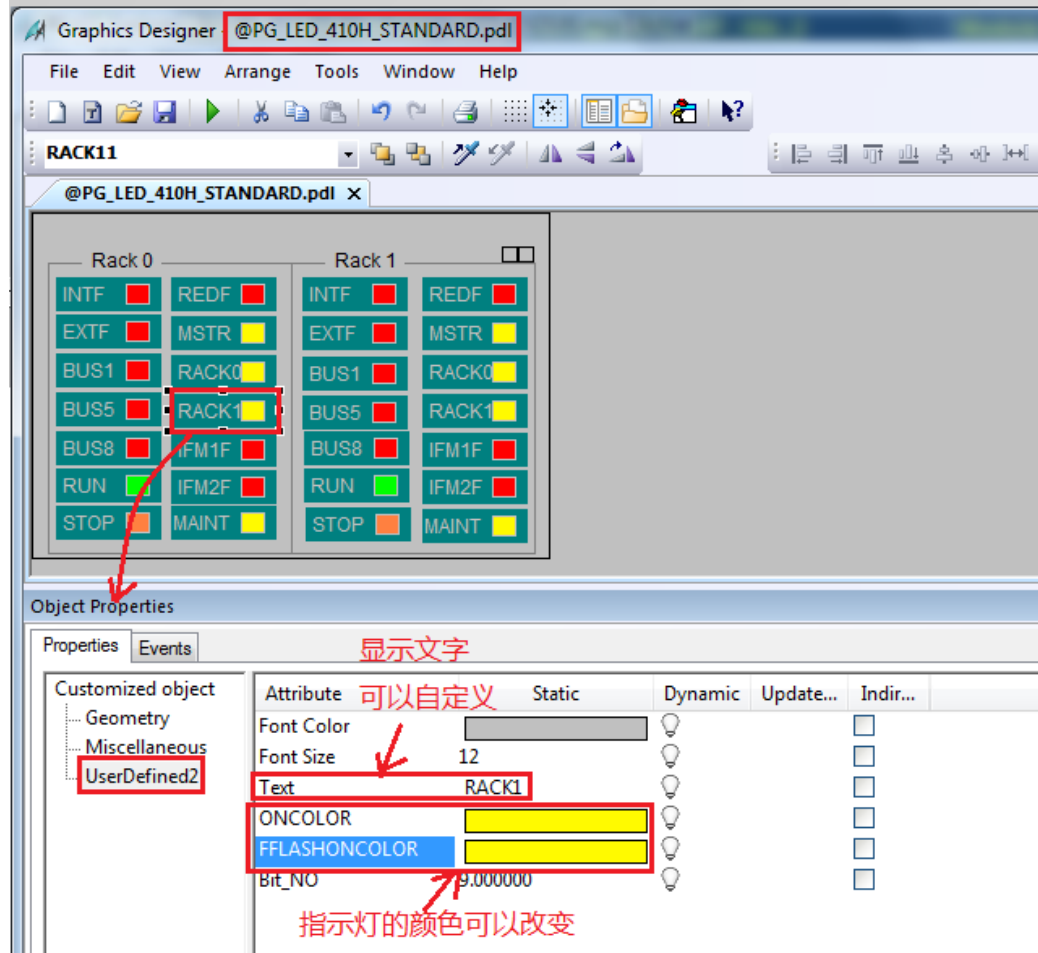 Graphics Designer - @PG_LED_410H_STANDARD.pdl
File Edit View Arrange Tools Window Help
RACK11
@PG_LED_410H_STANDARD.pdl X
Rack 0 Rack 1
INTF REDF INTF REDF
EXTF MSTR EXTF MSTR
BUS1 RACK0 BUS1 RACK0
BUS5 RACK1 BUS5 RACK1
BUS8 IFM1F BUS8 IFM1F
RUN IFM2F RUN IFM2F
STOP MAINT STOP MAINT
Object Properties
Properties Events
显示文字
可以自定义
Customized object
Geometry
Miscellaneous
UserDefined2
Attribute Static Dynamic Update... Indir...
Font Color
Font Size 12
Text RACK1
ONCOLOR
FFLASHONCOLOR
Bit_NO 9.000000
指示灯的颜色可以改变